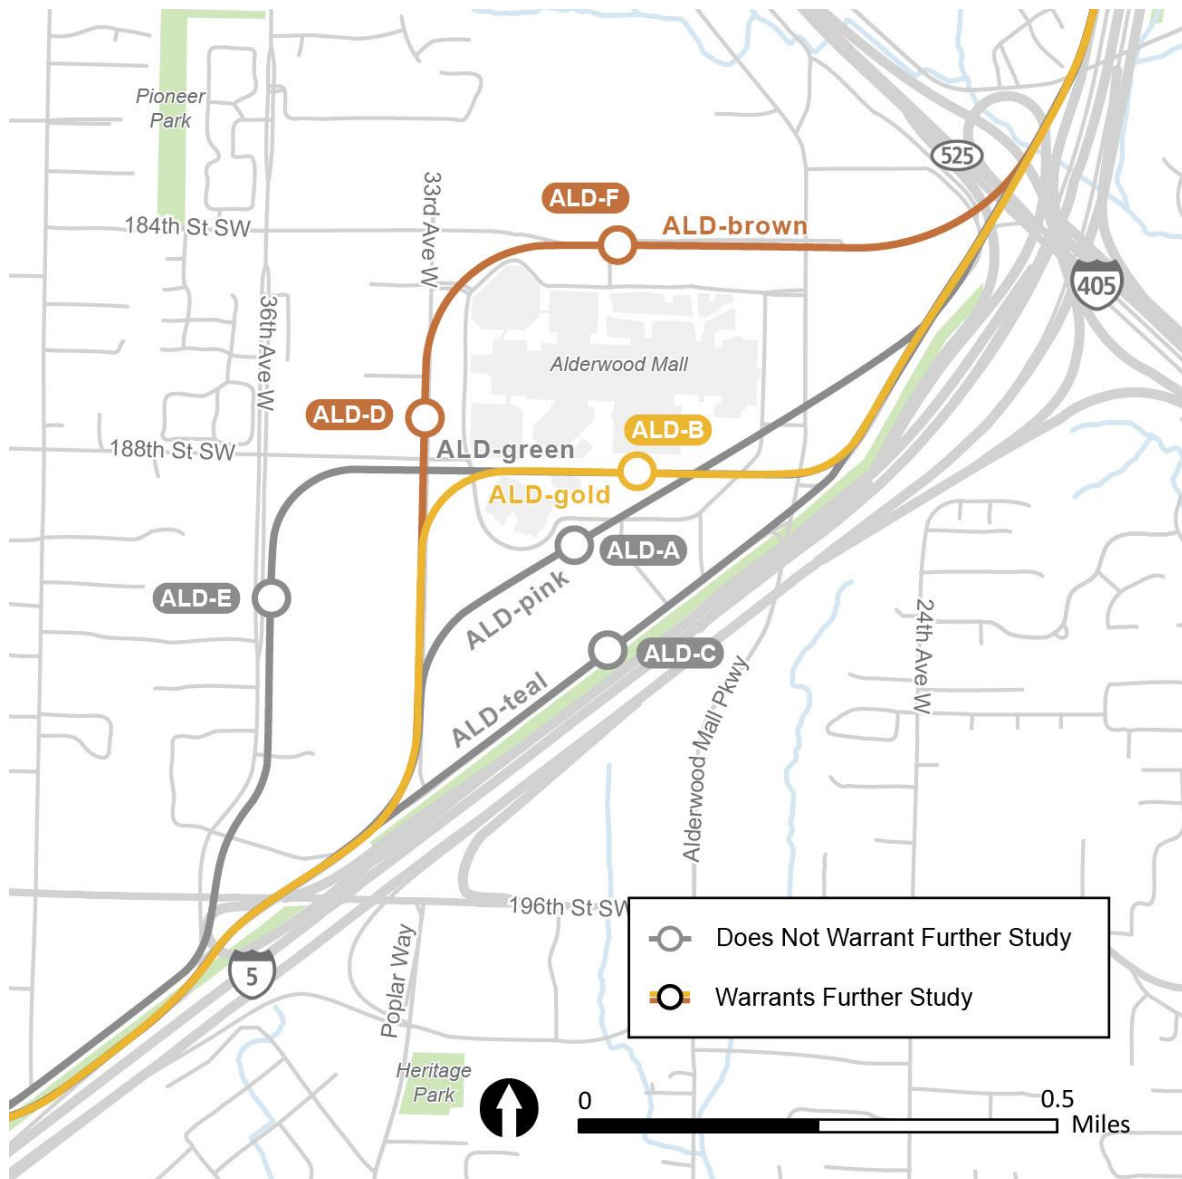 Pioneer
Park
525
33rd Ave W
ALD-F
184th St SW
ALD-brown
405
36th Ave W
Alderwood Mall
ALD-D
ALD-B
188th St SW
ALD-green
ALD-gold
ALD-A
ALD-E
ALD-pink
24th Ave W
ALD-C
ALD-teal
Alderwood Mall Pkwy
196th St SW
Poplar Way
5
Does Not Warrant Further Study
Warrants Further Study
Heritage
Park
0
0.5
Miles